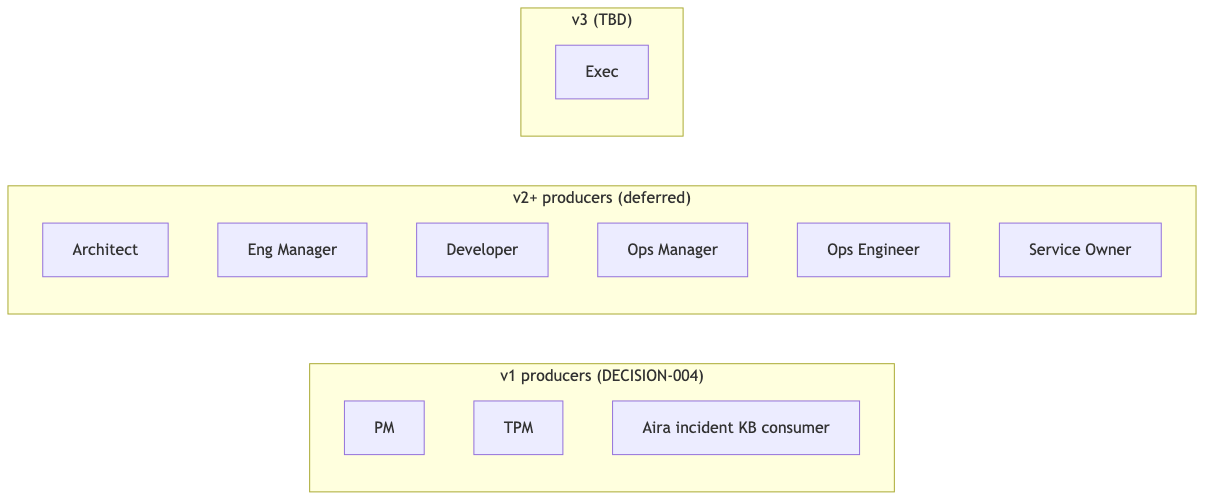 v3 (TBD)
Exec
v2+ producers (deferred)
Architect
Eng Manager
Developer
Ops Manager
Ops Engineer
Service Owner
v1 producers (DECISION-004)
PM
TPM
Aira incident KB consumer